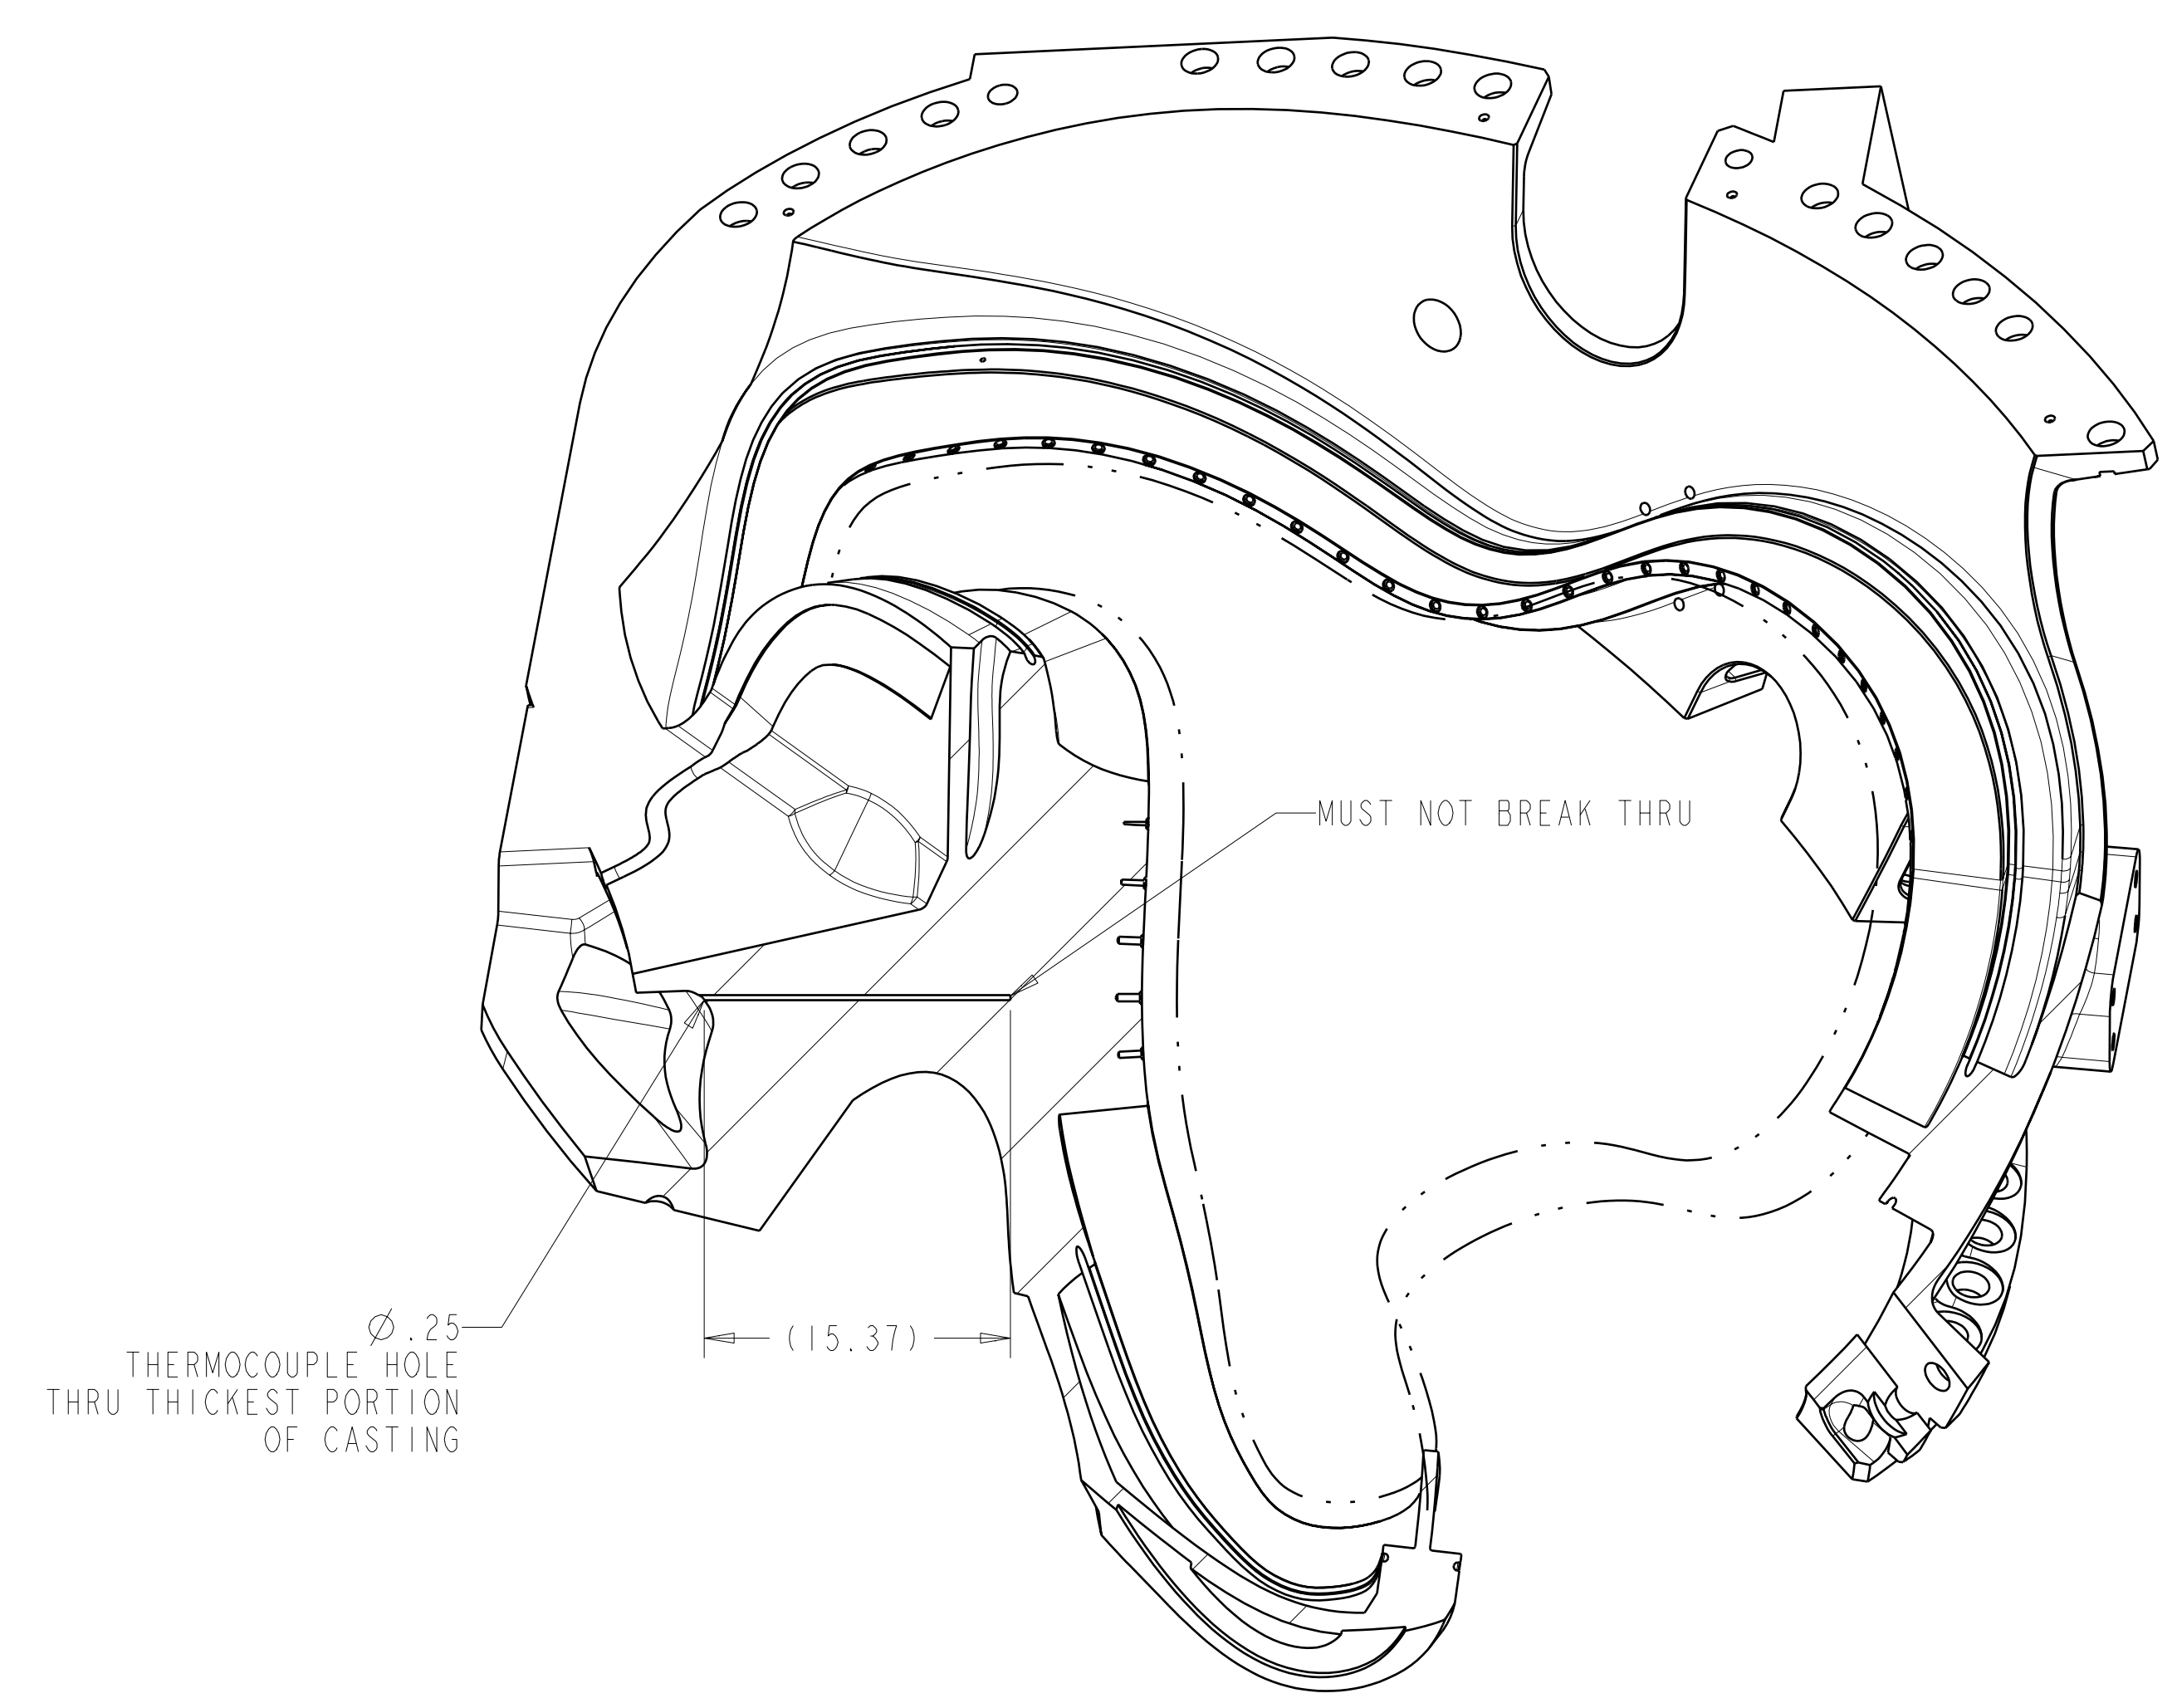 MUST NOT BREAK THRU
Ø.25
THERMOCOUPLE HOLE
THRU THICKEST PORTION
OF CASTING
(15.37)